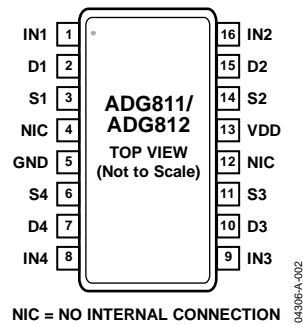 IN1 1 16 IN2
D1 2 15 D2
S1 3 14 S2
NIC 4 13 VDD
GND 5 12 NIC
S4 6 11 S3
D4 7 10 D3
IN4 8 9 IN3
ADG811/
ADG812
TOP VIEW
(Not to Scale)
NIC = NO INTERNAL CONNECTION
04306-A-002